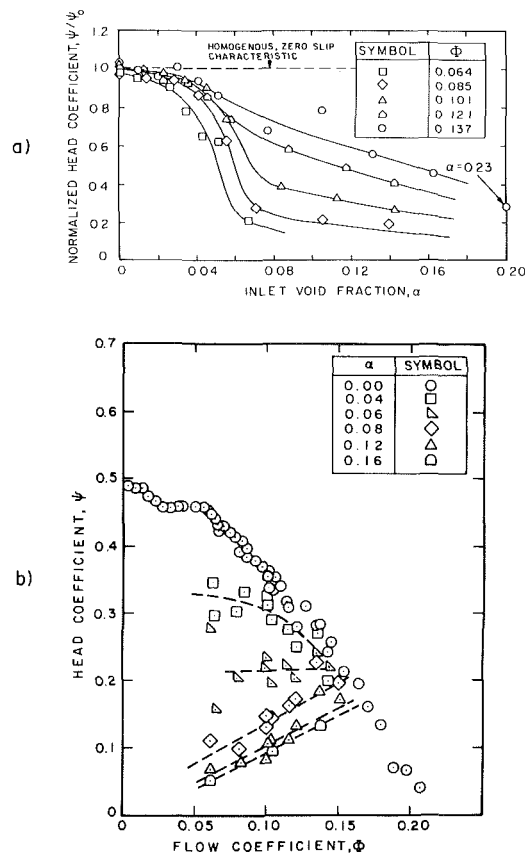 a)
NORMALIZED HEAD COEFFICIENT, ψ/ψ₀
1.2
1.0
0.8
0.6
0.4
0.2
0
HOMOGENOUS, ZERO SLIP
CHARACTERISTIC
SYMBOL Φ
0.064
0.085
0.101
0.121
0.137
α=0.23
0 0.04 0.08 0.12 0.16 0.20
INLET VOID FRACTION, α
b)
HEAD COEFFICIENT, ψ
0.7
0.6
0.5
0.4
0.3
0.2
0.1
0
α SYMBOL
0.00
0.04
0.06
0.08
0.12
0.16
0 0.05 0.10 0.15 0.20
FLOW COEFFICIENT, Φ